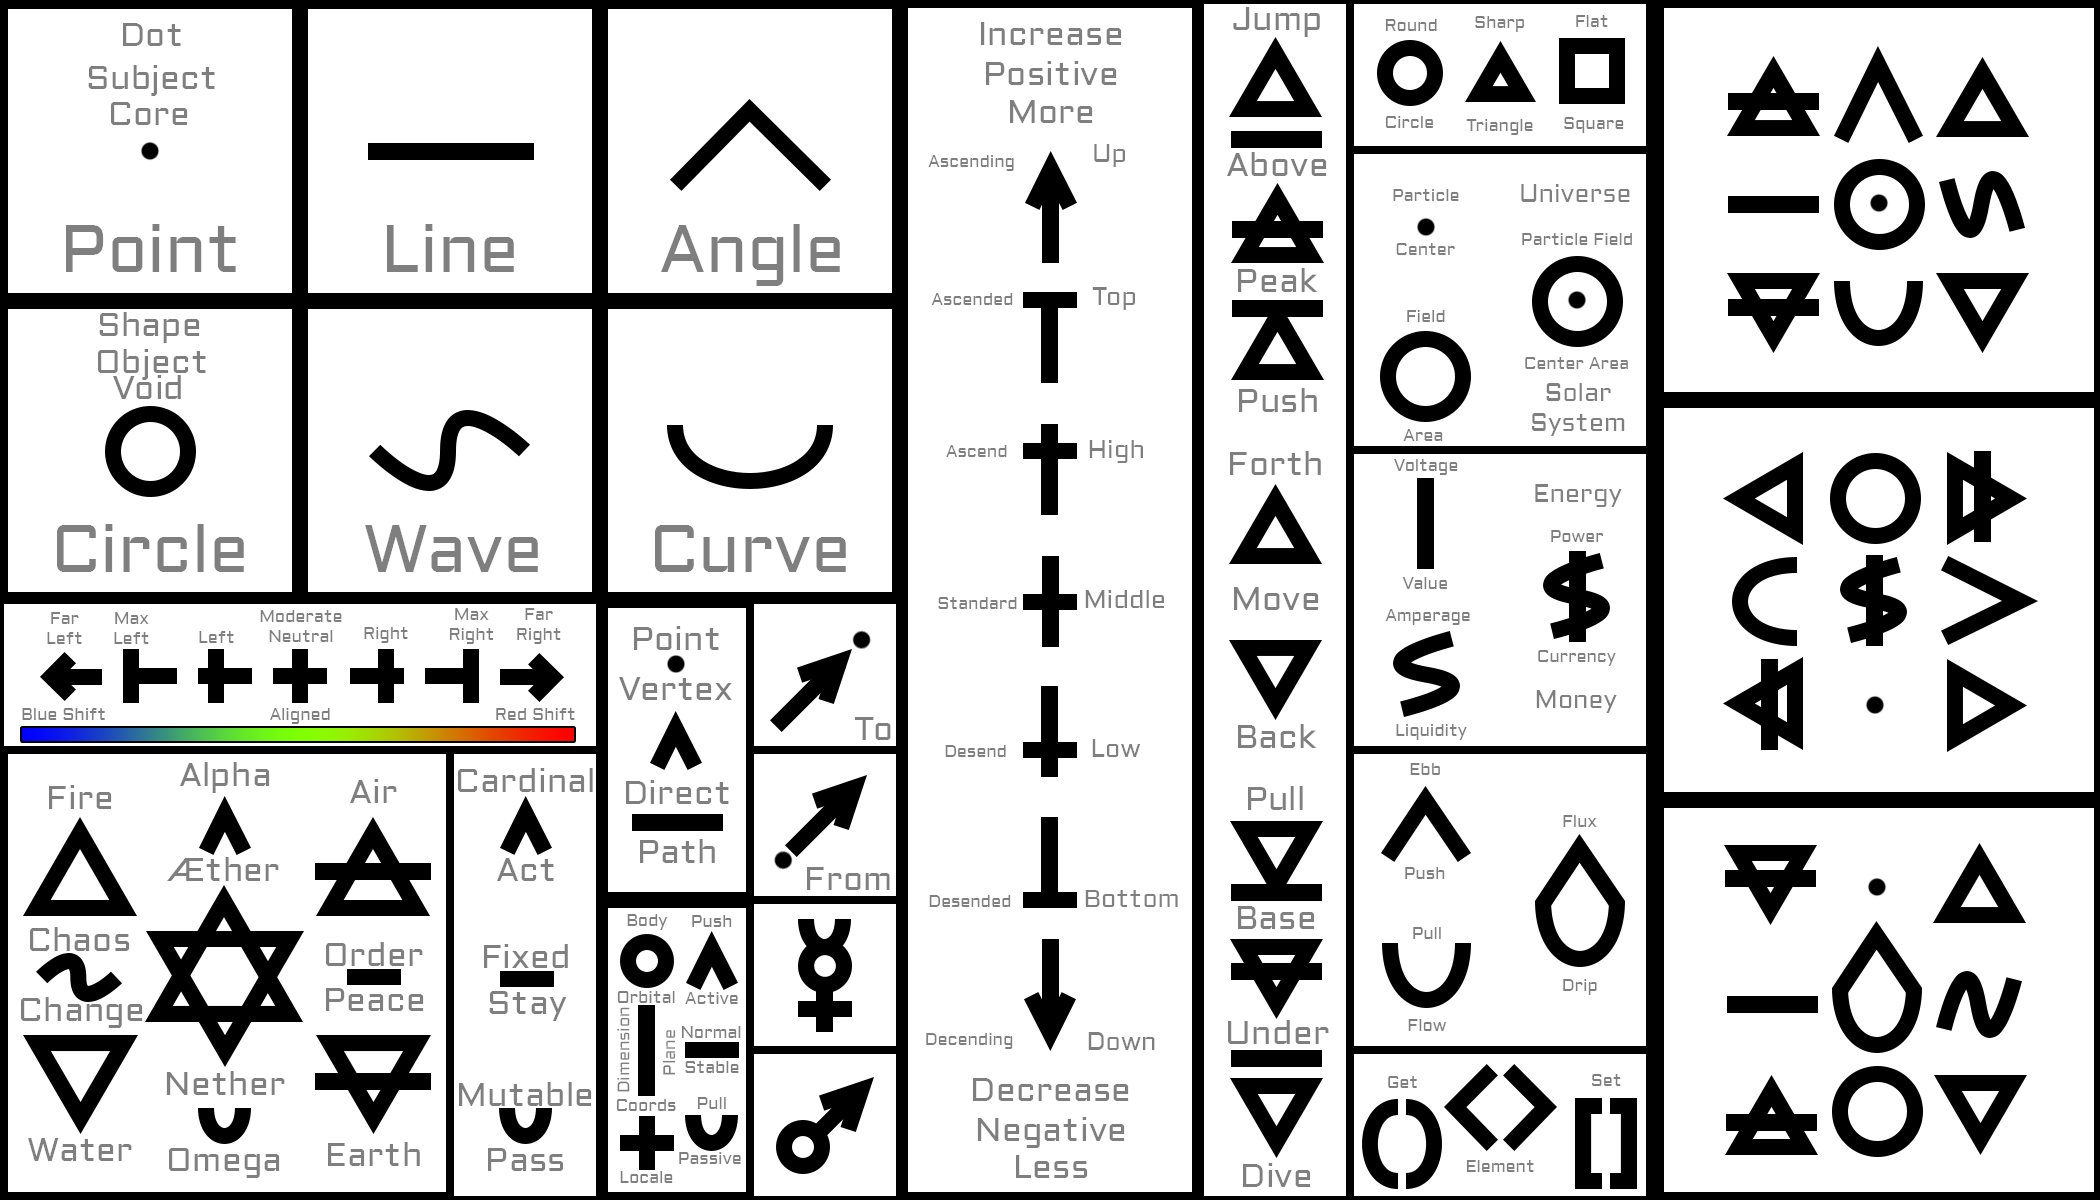 Dot
Subject
Core
Point
Line
Angle
Shape
Object
Void
Circle
Wave
Curve
Far
Left
Max
Left
Left
Moderate
Neutral
Right
Max
Right
Far
Right
Blue Shift
Aligned
Red Shift
Fire
Alpha
Air
Æther
Chaos
Change
Order
Peace
Water
Nether
Omega
Earth
Cardinal
Act
Fixed
Stay
Mutable
Pass
Point
Vertex
Direct
Path
To
From
Body
Push
Orbital
Active
Dimension
Plane
Normal
Stable
Coords
Pull
Passive
Locale
Increase
Positive
More
Ascending
Up
Ascended
Top
Ascend
High
Standard
Middle
Desend
Low
Desended
Bottom
Decending
Down
Decrease
Negative
Less
Jump
Above
Peak
Push
Forth
Move
Back
Pull
Base
Under
Dive
Round
Sharp
Flat
Circle
Triangle
Square
Particle
Center
Universe
Particle Field
Field
Area
Center Area
Solar
System
Voltage
Value
Energy
Power
Amperage
Liquidity
Currency
Money
Ebb
Push
Flux
Pull
Flow
Drip
Get
Element
Set